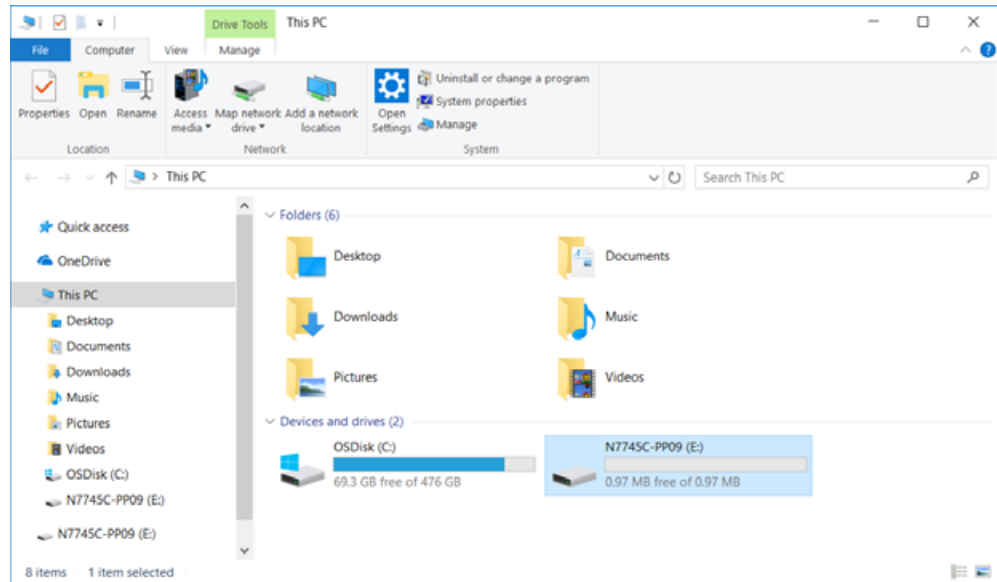 Drive Tools This PC
File Computer View Manage
Properties Open Rename Access media Map network drive Add a network location Open Settings Uninstall or change a program
System properties
Manage
Location Network System
This PC Search This PC
Quick access
OneDrive
This PC
Desktop
Documents
Downloads
Music
Pictures
Videos
OSDisk (C:)
N7745C-PP09 (E:)
N7745C-PP09 (E:)
Folders (6)
Desktop Documents
Downloads Music
Pictures Videos
Devices and drives (2)
OSDisk (C:) N7745C-PP09 (E:)
69.3 GB free of 476 GB 0.97 MB free of 0.97 MB
8 items 1 item selected